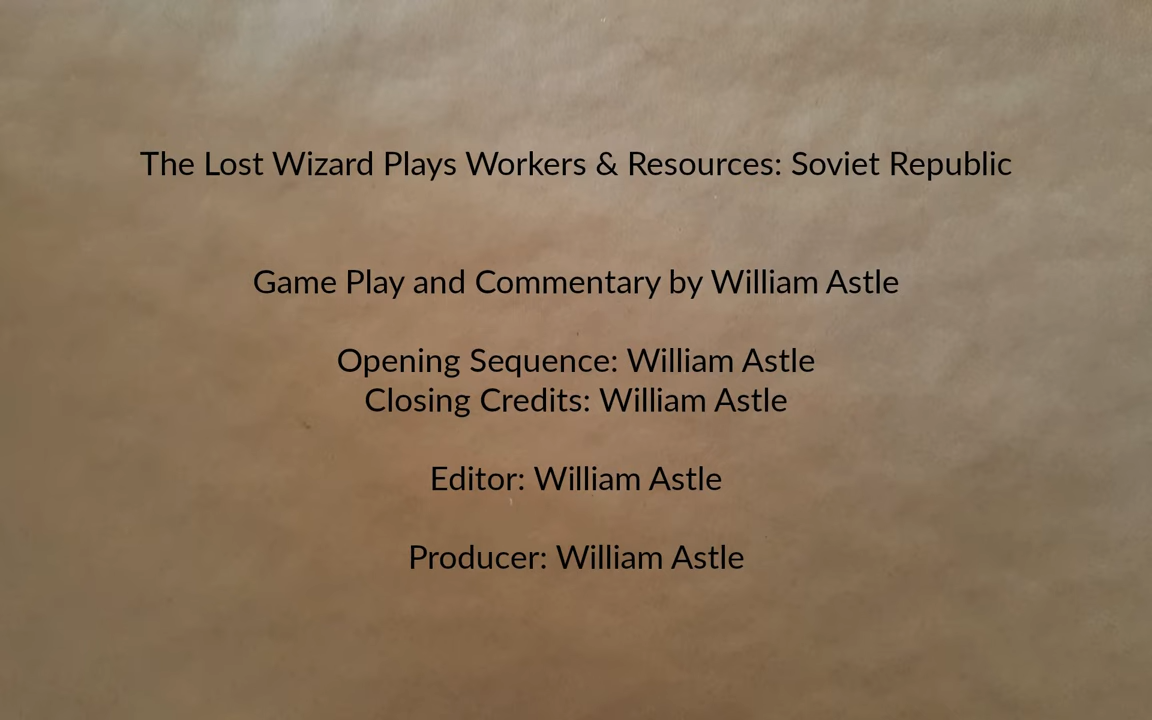 The Lost Wizard Plays Workers & Resources: Soviet Republic
Game Play and Commentary by William Astle
Opening Sequence: William Astle
Closing Credits: William Astle
Editor: William Astle
Producer: William Astle